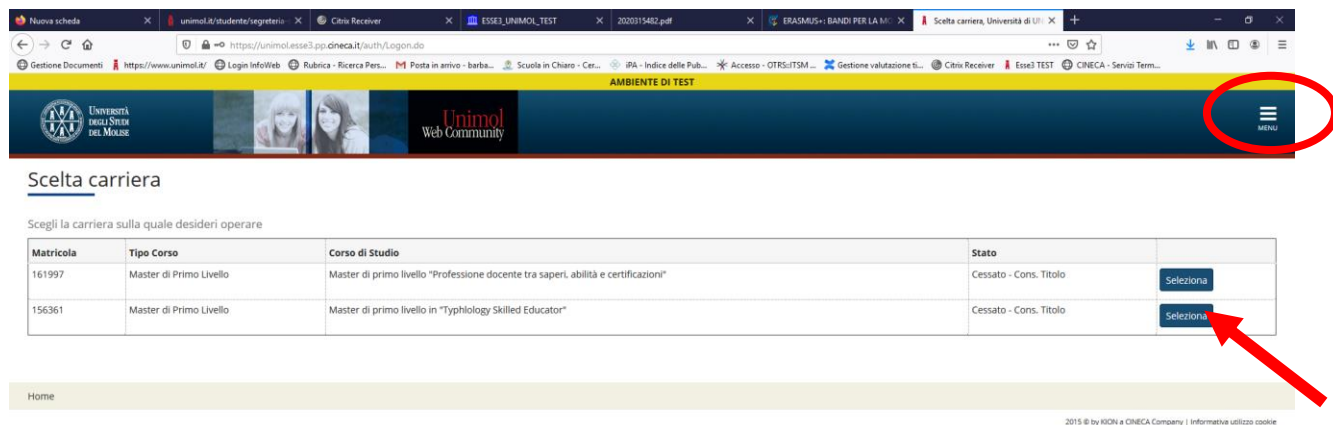 Nuova scheda
unimol.it/studente/segreteria-
Citrix Receiver
ESSE3_UNIMOL_TEST
2020315482.pdf
ERASMUS+: BANDI PER LA MO
Scelta carriera, Università di UNI
https://unimol.esse3.pp.cineca.it/auth/Logon.do
Gestione Documenti
https://www.unimol.it/
Login InfoWeb
Rubrica - Ricerca Pers...
Posta in arrivo - barba...
Scuola in Chiaro - Cer...
iPA - Indice delle Pub...
Accesso - OTRS::ITSM ...
Gestione valutazione ti...
Citrix Receiver
Esse3 TEST
CINECA - Servizi Term...
AMBIENTE DI TEST
UNIVERSITÀ
DEGLI STUDI
DEL MOLISE
Unimol
Web Community
MENU
Scelta carriera
Scegli la carriera sulla quale desideri operare
Matricola Tipo Corso Corso di Studio Stato
161997 Master di Primo Livello Master di primo livello "Professione docente tra saperi, abilità e certificazioni" Cessato - Cons. Titolo Seleziona
156361 Master di Primo Livello Master di primo livello in "Typhlology Skilled Educator" Cessato - Cons. Titolo Seleziona
Home
2015 © by KION a CINECA Company | Informativa utilizzo cookie